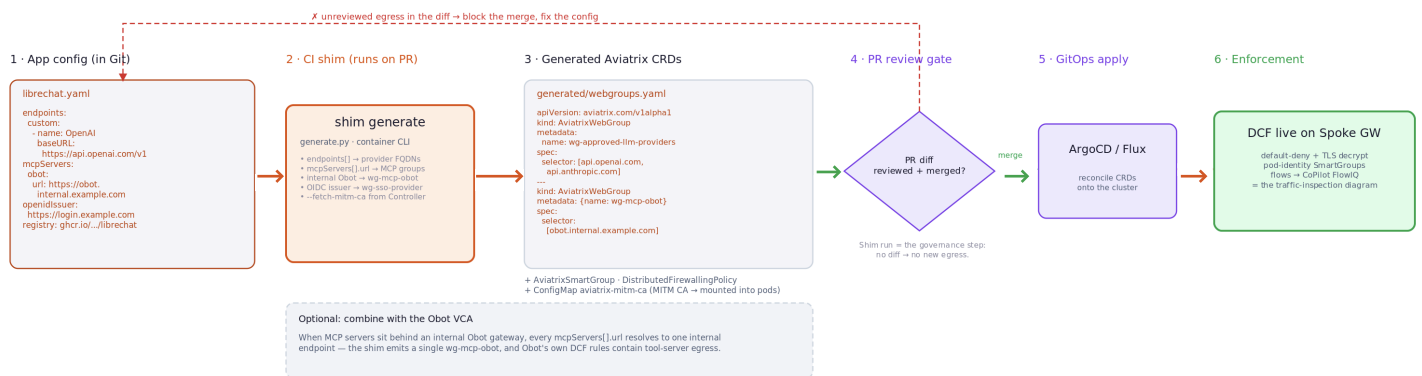 ✗ unreviewed egress in the diff → block the merge, fix the config
1 · App config (in Git)
librechat.yaml
endpoints:
custom:
- name: OpenAI
baseURL:
https://api.openai.com/v1
mcpServers:
obot:
url: https://obot.
internal.example.com
openidIssuer:
https://login.example.com
registry: ghcr.io/.../librechat
2 · CI shim (runs on PR)
shim generate
generate.py · container CLI
• endpoints[] → provider FQDNs
• mcpServers[].url → MCP groups
• internal Obot → wg-mcp-obot
• OIDC issuer → wg-sso-provider
• --fetch-mitm-ca from Controller
3 · Generated Aviatrix CRDs
generated/webgroups.yaml
apiVersion: aviatrix.com/v1alpha1
kind: AviatrixWebGroup
metadata:
name: wg-approved-llm-providers
spec:
selector: [api.openai.com,
api.anthropic.com]
---
kind: AviatrixWebGroup
metadata: {name: wg-mcp-obot}
spec:
selector:
[obot.internal.example.com]
+ AviatrixSmartGroup · DistributedFirewallingPolicy
+ ConfigMap aviatrix-mitm-ca (MITM CA → mounted into pods)
4 · PR review gate
PR diff
reviewed + merged?
Shim run = the governance step:
no diff → no new egress.
merge
5 · GitOps apply
ArgoCD / Flux
reconcile CRDs
onto the cluster
6 · Enforcement
DCF live on Spoke GW
default-deny + TLS decrypt
pod-identity SmartGroups
flows → CoPilot FlowIQ
= the traffic-inspection diagram
Optional: combine with the Obot VCA
When MCP servers sit behind an internal Obot gateway, every mcpServers[].url resolves to one internal
endpoint — the shim emits a single wg-mcp-obot, and Obot's own DCF rules contain tool-server egress.